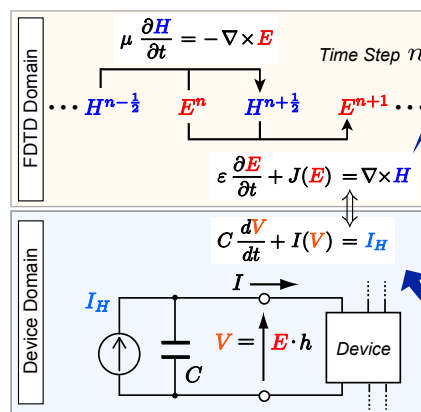 μ ∂H/∂t = −∇×E
Time Step n
FDTD Domain
··· H^{n−1/2} E^n H^{n+1/2} E^{n+1} ···
ε ∂E/∂t + J(E) = ∇×H
C dV/dt + I(V) = I_H
Device Domain
I
I_H
V = E·h
Device
C